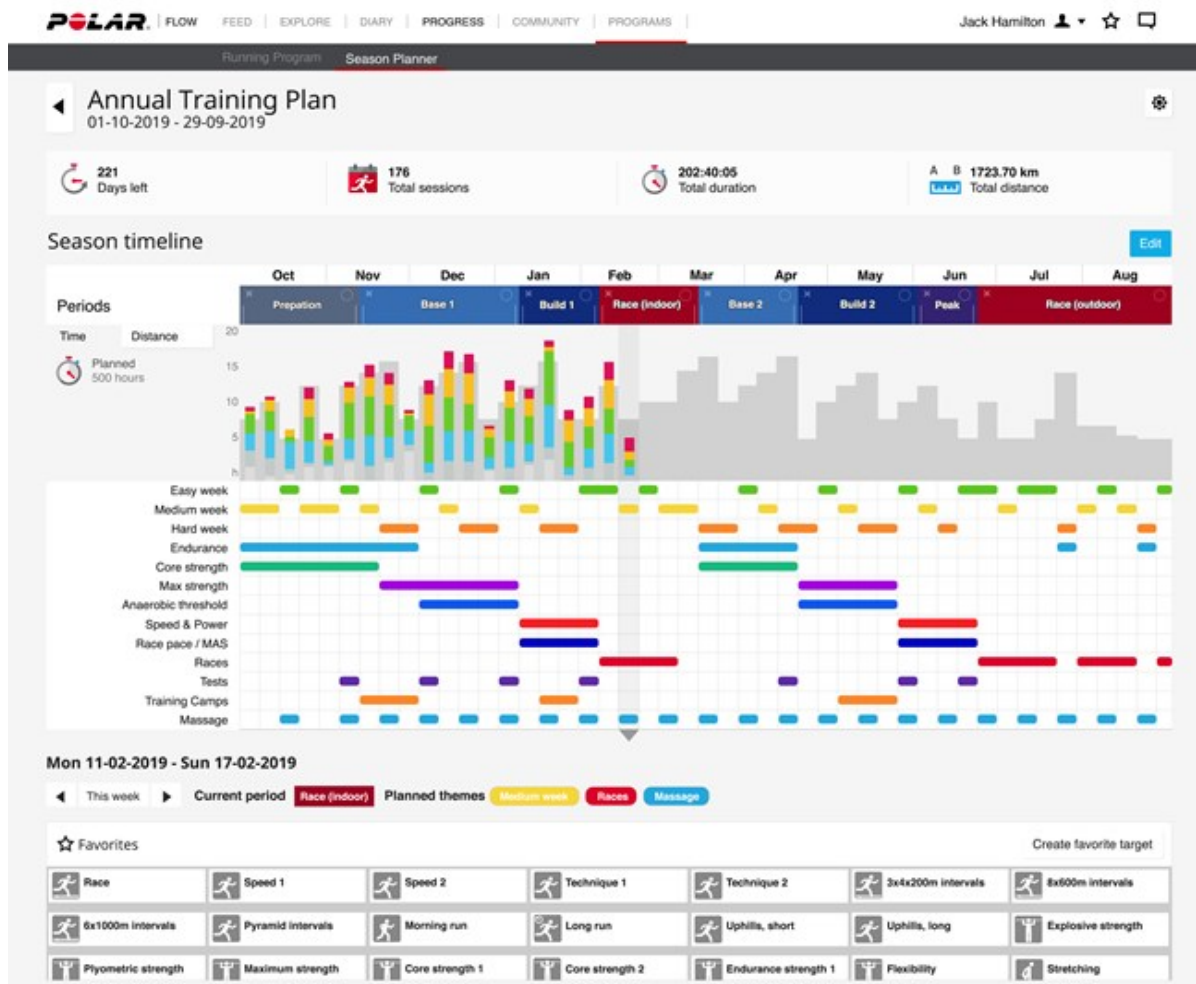 POLAR. FLOW FEED EXPLORE DIARY PROGRESS COMMUNITY PROGRAMS Jack Hamilton
Running Program Season Planner
Annual Training Plan
01-10-2019 - 29-09-2019
221 176 202:40:05 A B 1723.70 km
Days left Total sessions Total duration Total distance
Season timeline Edit
Oct Nov Dec Jan Feb Mar Apr May Jun Jul Aug
Periods Prepation Base 1 Build 1 Race (indoor) Base 2 Build 2 Peak Race (outdoor)
Time Distance 20
Planned
500 hours
15
10
5
h
Easy week
Medium week
Hard week
Endurance
Core strength
Max strength
Anaerobic threshold
Speed & Power
Race pace / MAS
Races
Tests
Training Camps
Massage
Mon 11-02-2019 - Sun 17-02-2019
This week Current period Race (indoor) Planned themes Medium week Races Massage
Favorites Create favorite target
Race Speed 1 Speed 2 Technique 1 Technique 2 3x4x200m intervals 8x600m intervals
6x1000m intervals Pyramid intervals Morning run Long run Uphills, short Uphills, long Explosive strength
Plyometric strength Maximum strength Core strength 1 Core strength 2 Endurance strength 1 Flexibility Stretching